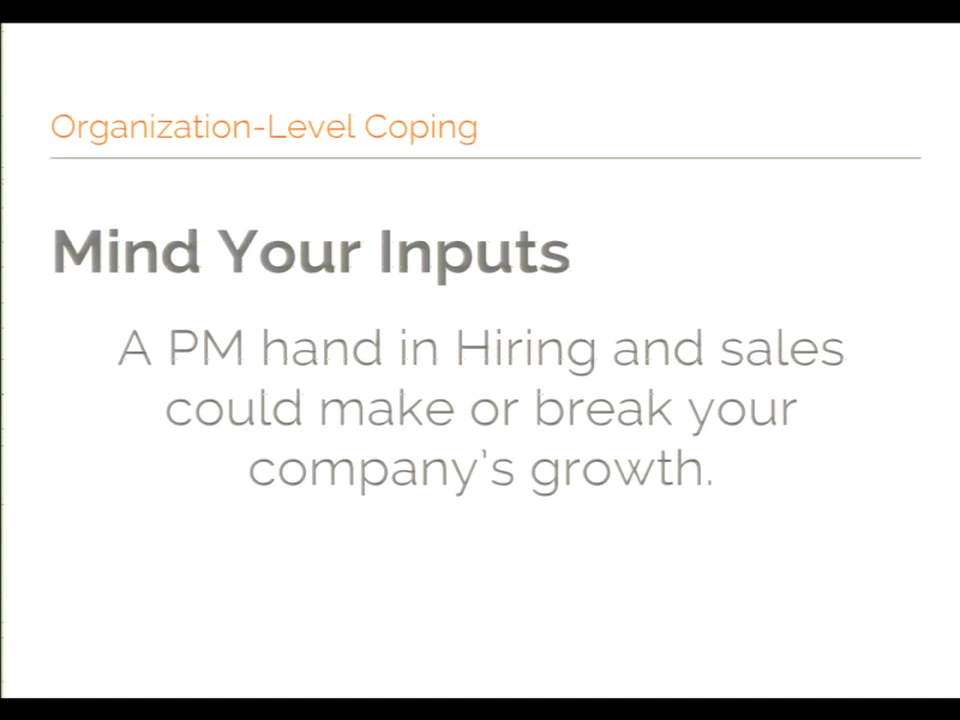 Organization-Level Coping
Mind Your Inputs
A PM hand in Hiring and sales
could make or break your
company's growth.